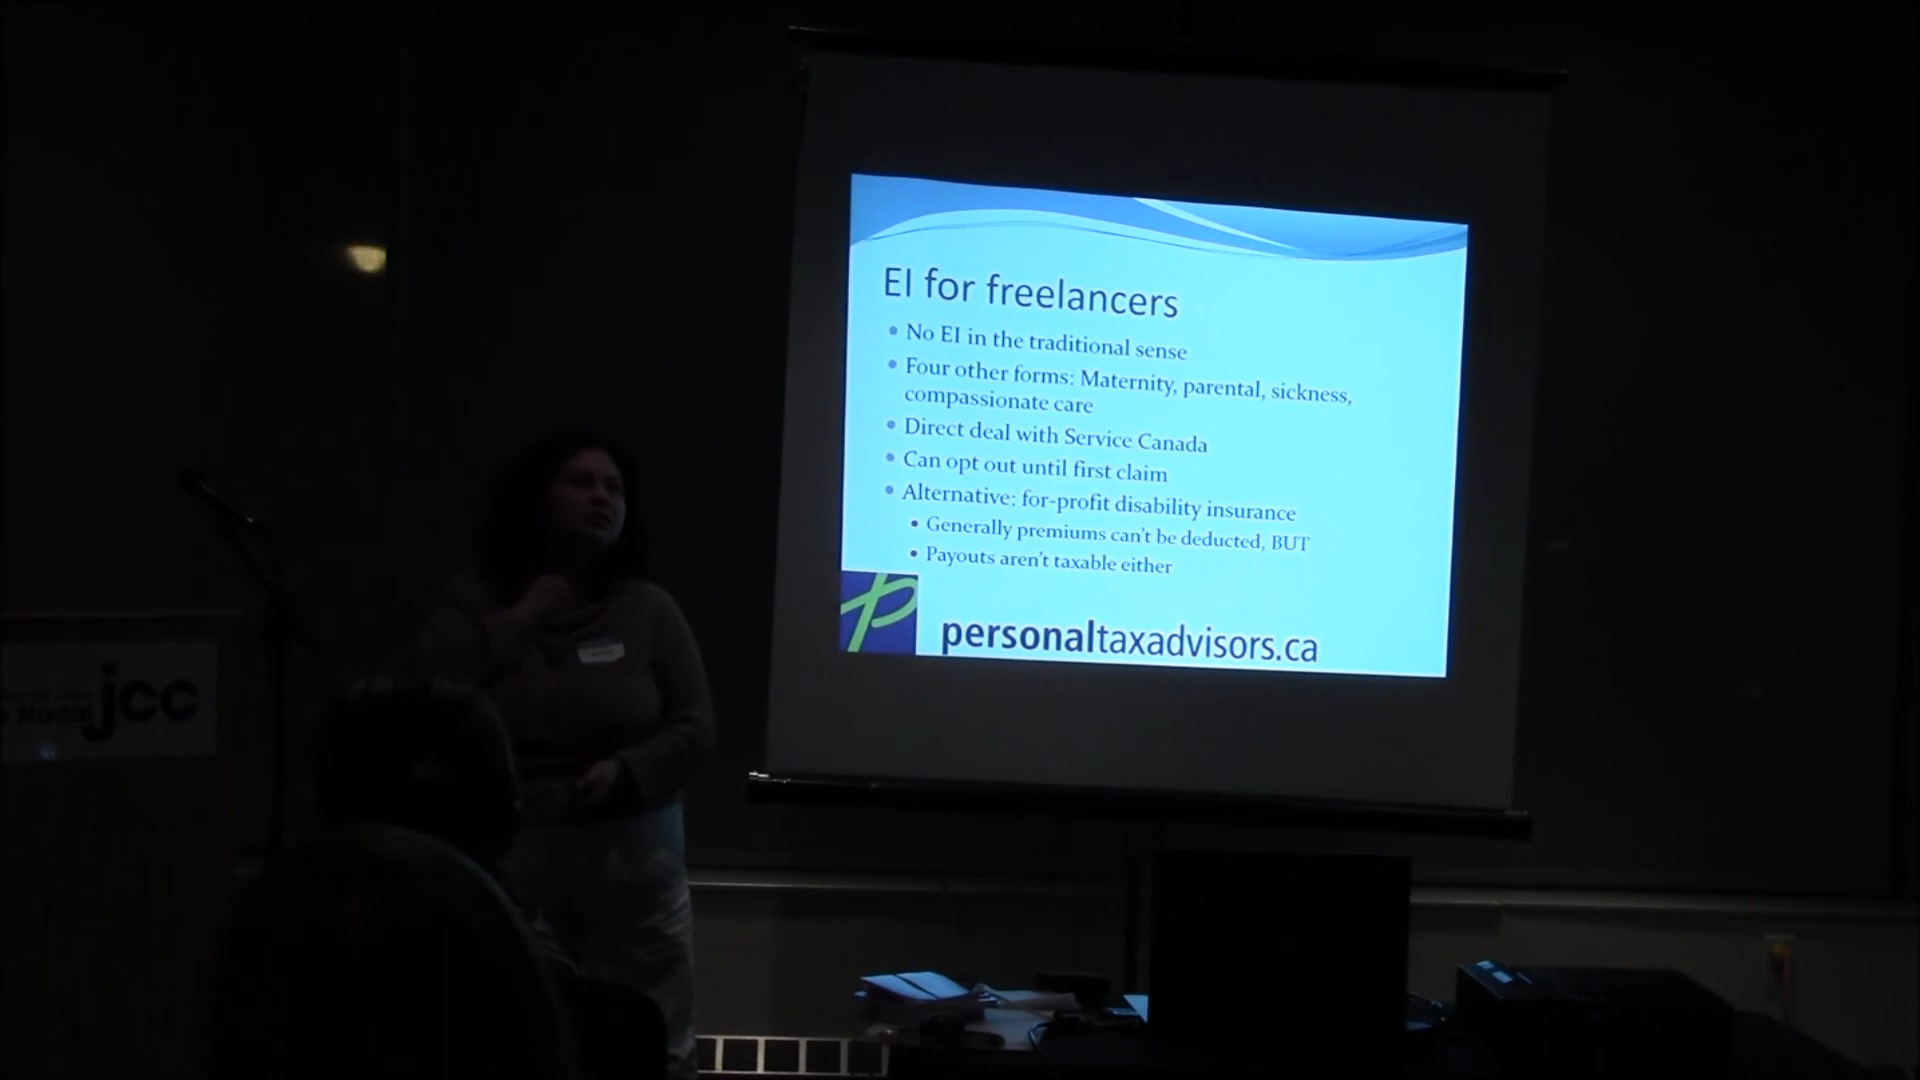 EI for freelancers
No EI in the traditional sense
Four other forms: Maternity, parental, sickness,
compassionate care
Direct deal with Service Canada
Can opt out until first claim
Alternative: for-profit disability insurance
Generally premiums can't be deducted, BUT
Payouts aren't taxable either
personaltaxadvisors.ca
jcc